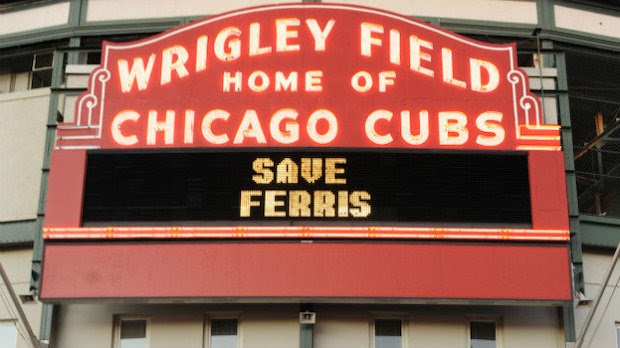 WRIGLEY FIELD
HOME OF
CHICAGO CUBS
SAVE
FERRIS